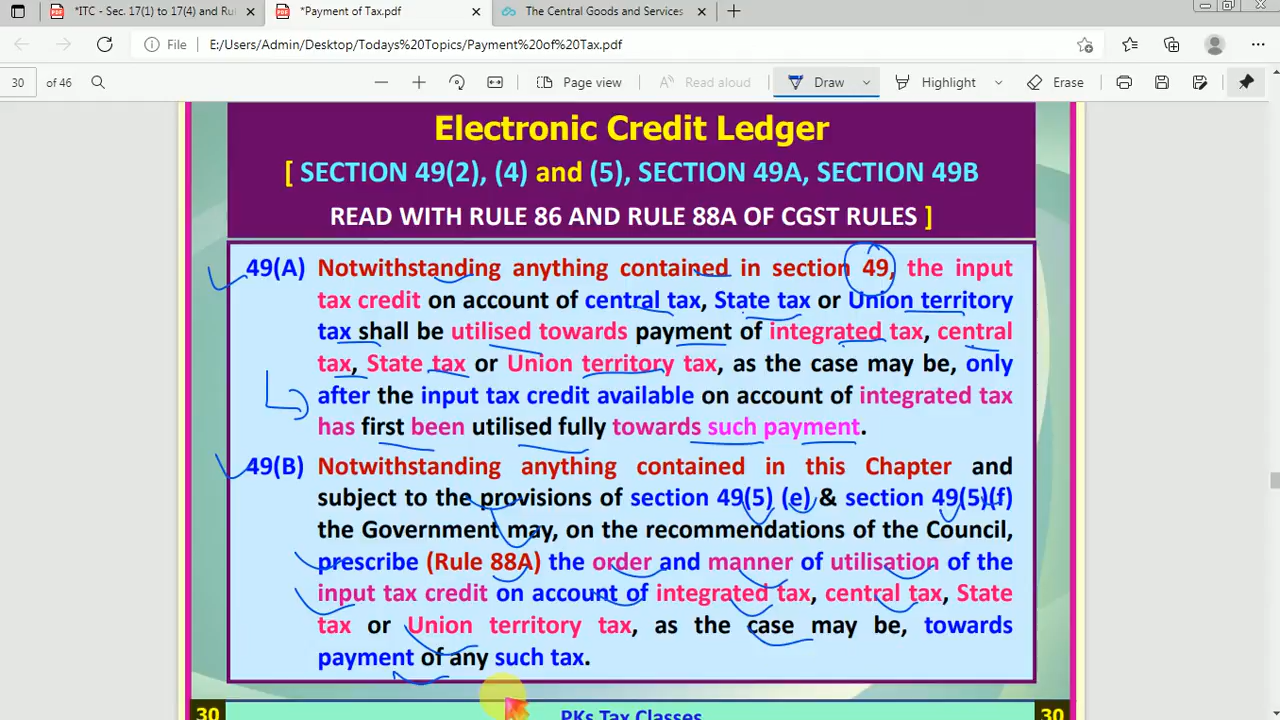 *ITC - Sec. 17(1) to 17(4) and Ru
*Payment of Tax.pdf
The Central Goods and Services
File
E:/Users/Admin/Desktop/Todays%20Topics/Payment%20of%20Tax.pdf
30 of 46
Page view
Read aloud
Draw
Highlight
Erase
Electronic Credit Ledger
[ SECTION 49(2), (4) and (5), SECTION 49A, SECTION 49B
READ WITH RULE 86 AND RULE 88A OF CGST RULES ]
49(A) Notwithstanding anything contained in section 49, the input
tax credit on account of central tax, State tax or Union territory
tax shall be utilised towards payment of integrated tax, central
tax, State tax or Union territory tax, as the case may be, only
after the input tax credit available on account of integrated tax
has first been utilised fully towards such payment.
49(B) Notwithstanding anything contained in this Chapter and
subject to the provisions of section 49(5) (e) & section 49(5)(f)
the Government may, on the recommendations of the Council,
prescribe (Rule 88A) the order and manner of utilisation of the
input tax credit on account of integrated tax, central tax, State
tax or Union territory tax, as the case may be, towards
payment of any such tax.
30 PKs Tax Classes 30